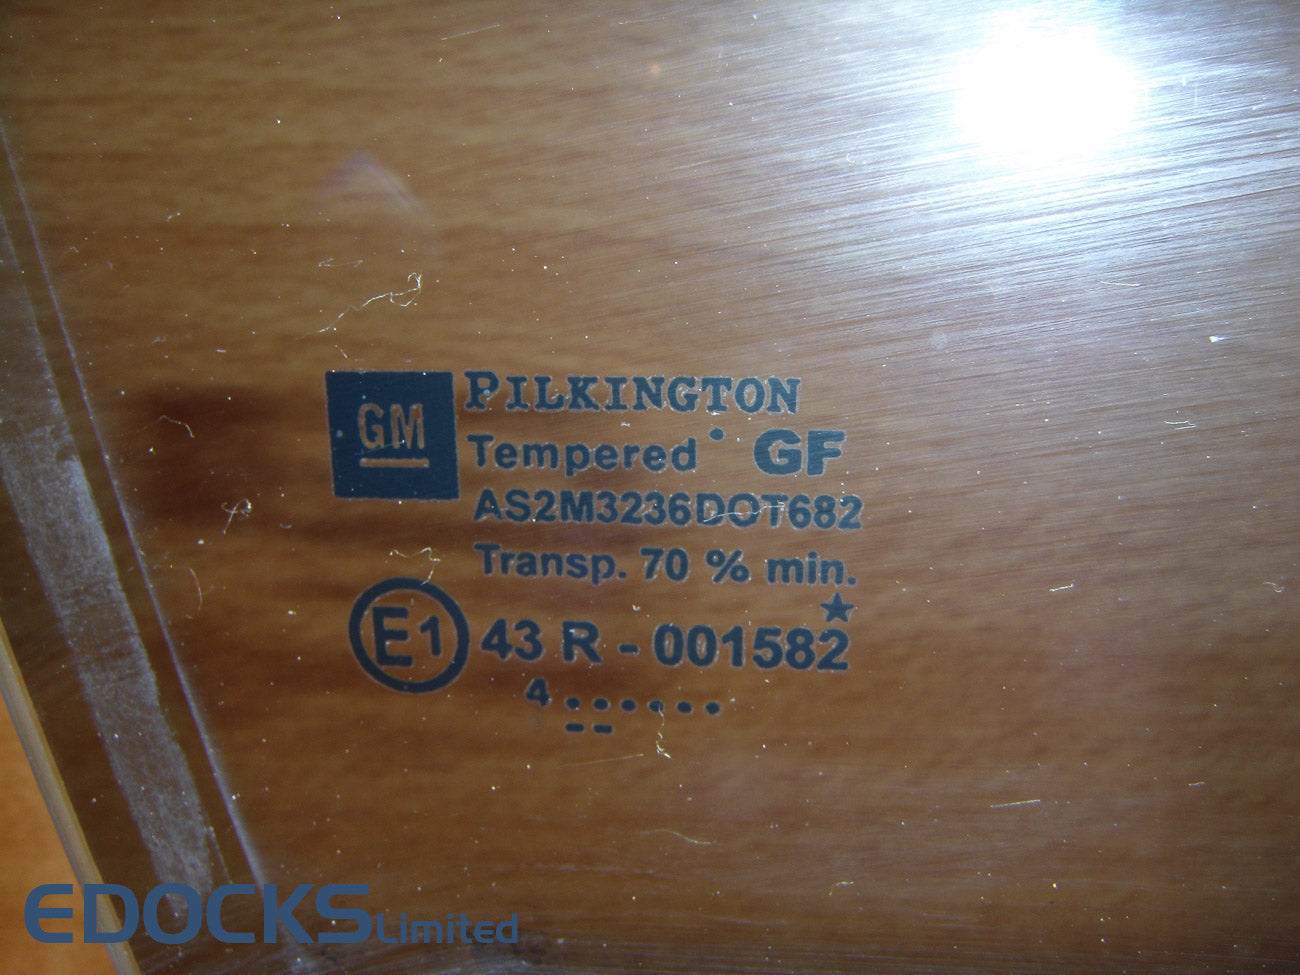 GM
PILKINGTON
Tempered • GF
AS2M3236DOT682
Transp. 70 % min.
E1 43 R - 001582 ★
4 ......
--
EDOCKS Limited